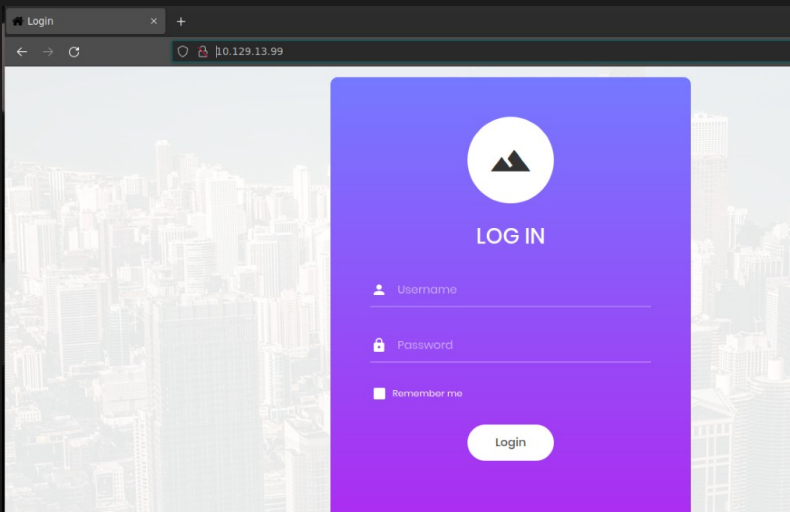 Login
10.129.13.99
LOG IN
Username
Password
Remember me
Login